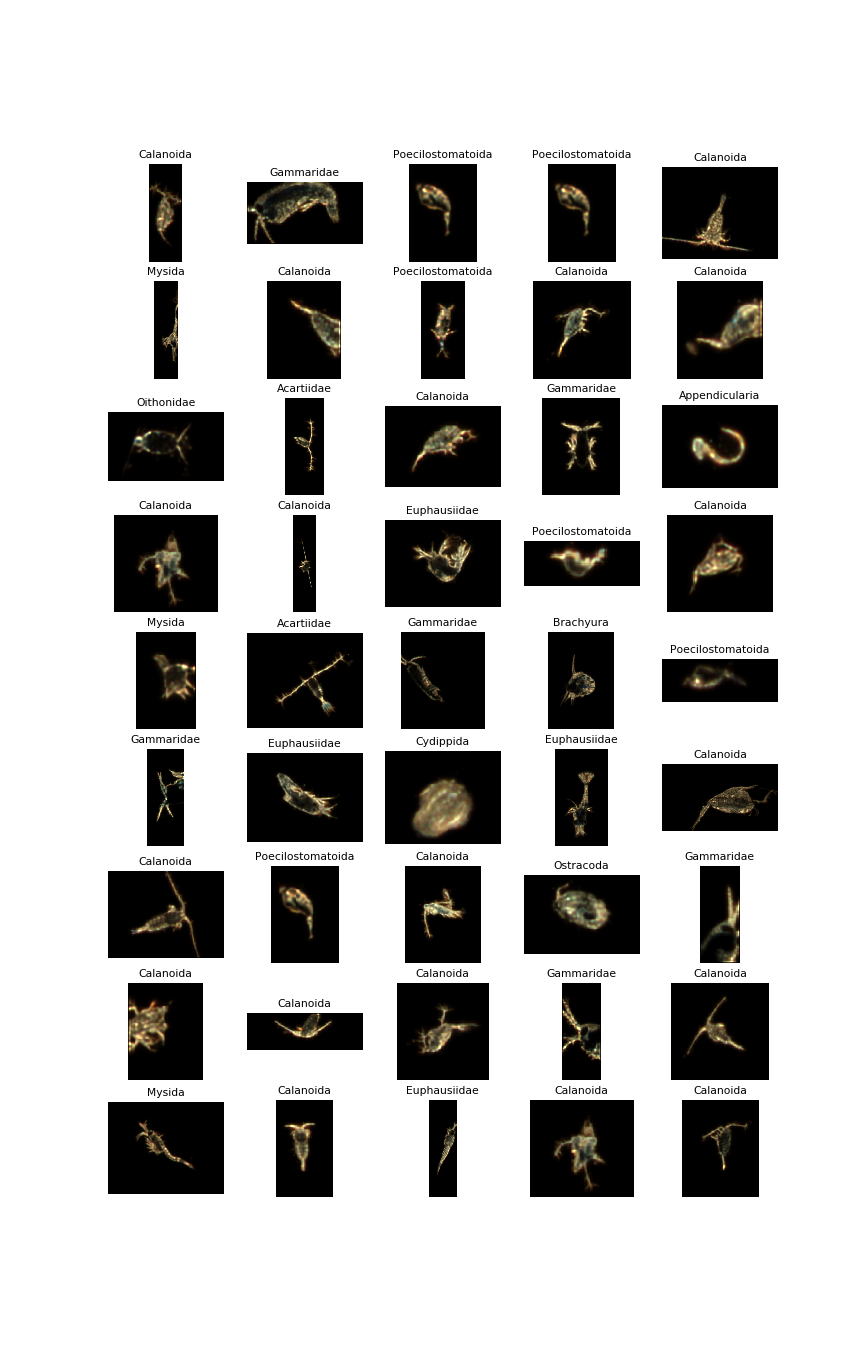 Calanoida
Gammaridae
Poecilostomatoida
Poecilostomatoida
Calanoida
Mysida
Calanoida
Poecilostomatoida
Calanoida
Calanoida
Oithonidae
Acartiidae
Calanoida
Gammaridae
Appendicularia
Calanoida
Calanoida
Euphausiidae
Poecilostomatoida
Calanoida
Mysida
Acartiidae
Gammaridae
Brachyura
Poecilostomatoida
Gammaridae
Euphausiidae
Cydippida
Euphausiidae
Calanoida
Calanoida
Poecilostomatoida
Calanoida
Ostracoda
Gammaridae
Calanoida
Calanoida
Calanoida
Gammaridae
Calanoida
Mysida
Calanoida
Euphausiidae
Calanoida
Calanoida